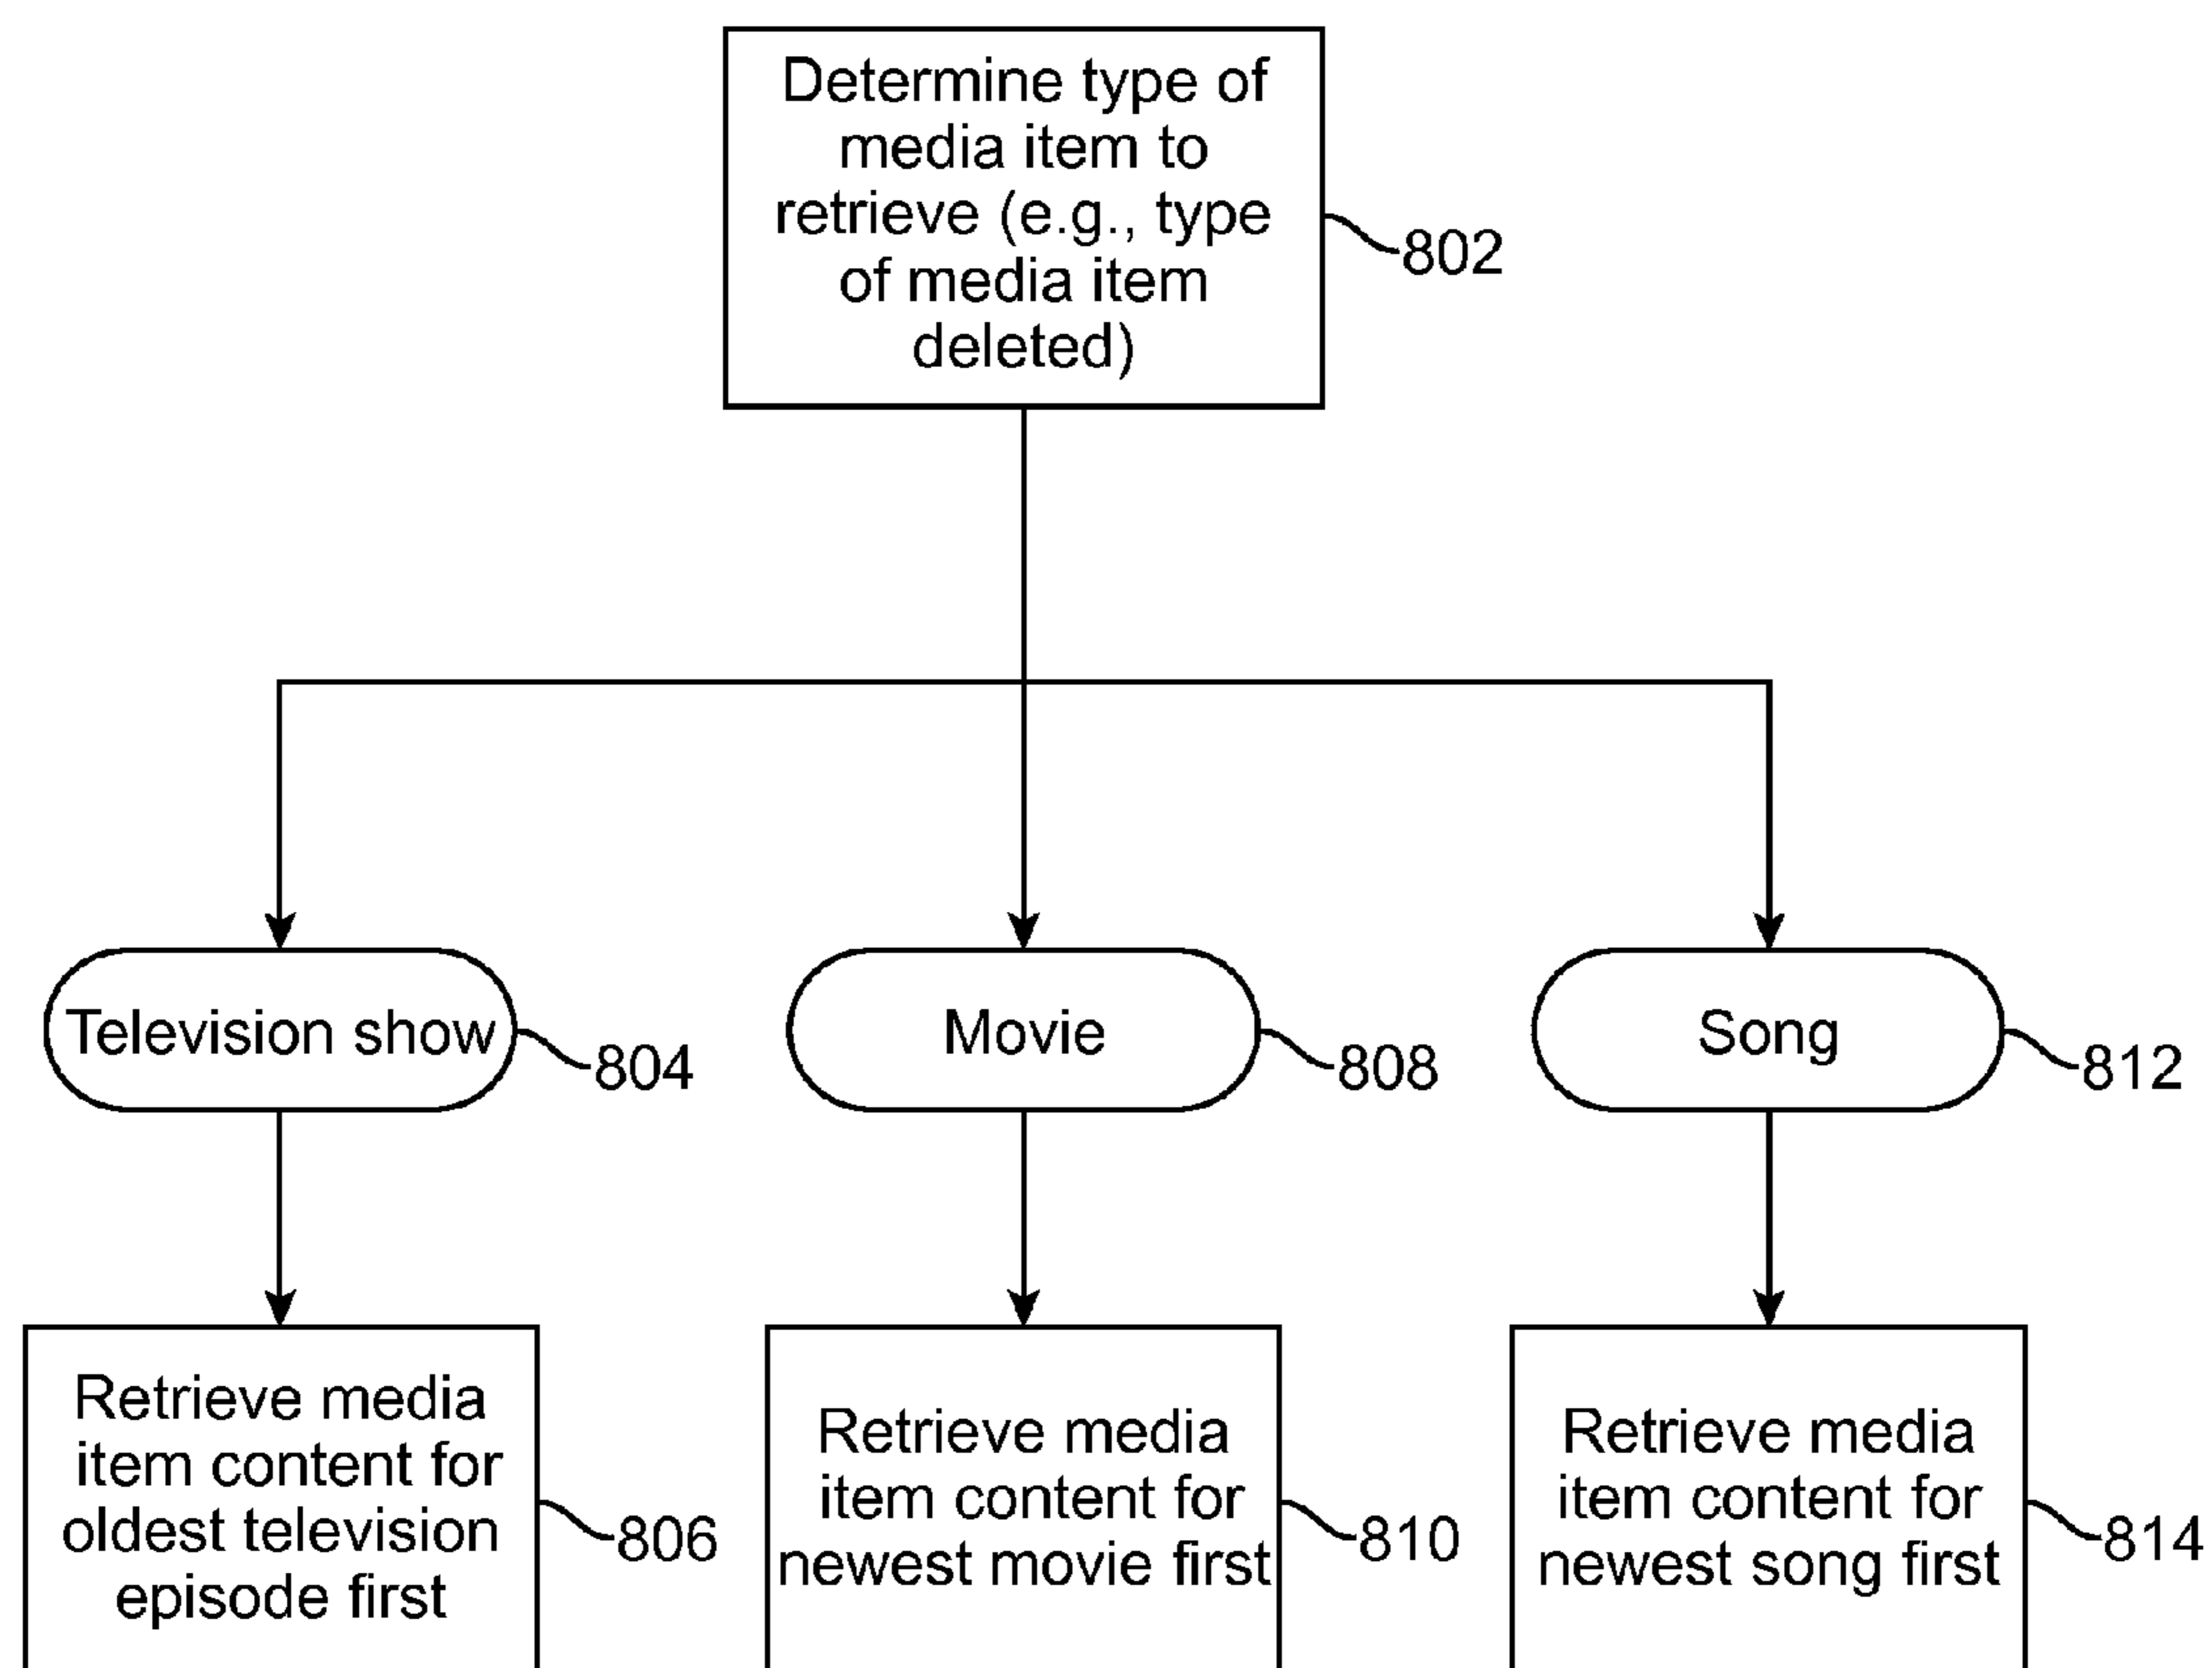 Determine type of
media item to
retrieve (e.g., type
of media item
deleted)
802
Television show
804
Movie
808
Song
812
Retrieve media
item content for
oldest television
episode first
806
Retrieve media
item content for
newest movie first
810
Retrieve media
item content for
newest song first
814